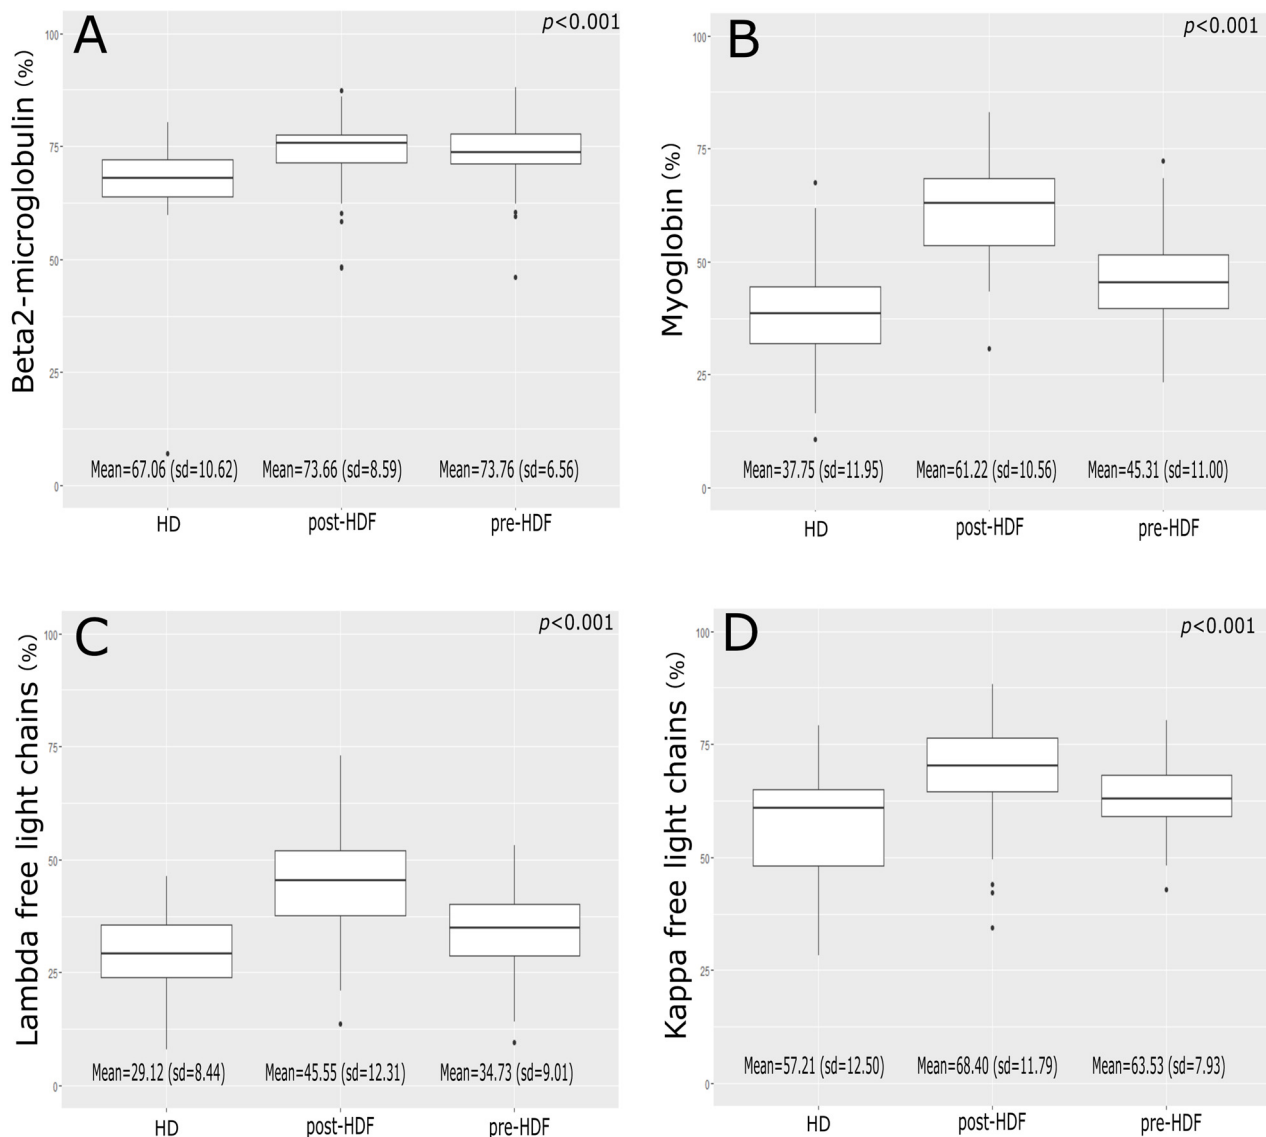 A
p<0.001
Beta2-microglobulin (%)
100
75
50
25
0
Mean=67.06 (sd=10.62)
Mean=73.66 (sd=8.59)
Mean=73.76 (sd=6.56)
HD
post-HDF
pre-HDF
B
p<0.001
Myoglobin (%)
100
75
50
25
0
Mean=37.75 (sd=11.95)
Mean=61.22 (sd=10.56)
Mean=45.31 (sd=11.00)
HD
post-HDF
pre-HDF
C
p<0.001
Lambda free light chains (%)
100
75
50
25
0
Mean=29.12 (sd=8.44)
Mean=45.55 (sd=12.31)
Mean=34.73 (sd=9.01)
HD
post-HDF
pre-HDF
D
p<0.001
Kappa free light chains (%)
100
75
50
25
0
Mean=57.21 (sd=12.50)
Mean=68.40 (sd=11.79)
Mean=63.53 (sd=7.93)
HD
post-HDF
pre-HDF